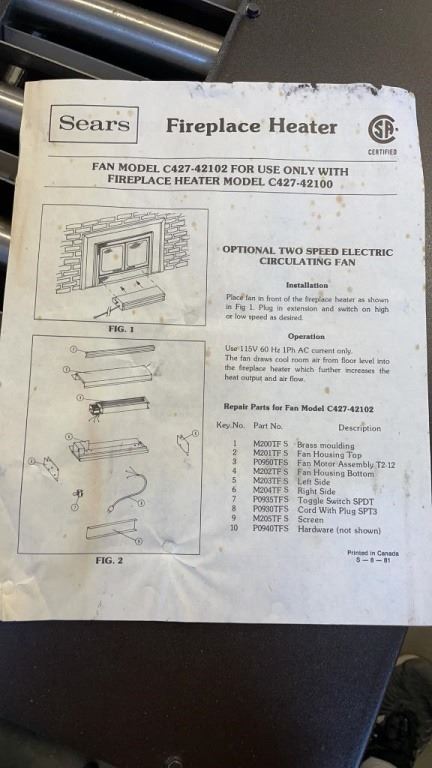 Sears
Fireplace Heater
CERTIFIED
FAN MODEL C427-42102 FOR USE ONLY WITH
FIREPLACE HEATER MODEL C427-42100
FIG. 1
OPTIONAL TWO SPEED ELECTRIC
CIRCULATING FAN
Installation
Place fan in front of the fireplace heater as shown
in Fig 1. Plug in extension and switch on high
or low speed as desired.
Operation
Use 115V 60 Hz 1Ph AC current only.
The fan draws cool room air from floor level into
the fireplace heater which further increases the
heat output and air flow.
Repair Parts for Fan Model C427-42102
Key.No. Part No. Description
1 M200TF S Brass moulding
2 M201TF S Fan Housing Top
3 P0960TF S Fan Motor Assembly T2-12
4 M202TF S Fan Housing Bottom
5 M203TF S Left Side
6 M204TF S Right Side
7 P0935TF S Toggle Switch SPDT
8 P0930TF S Cord With Plug SPT3
9 M205TF S Screen
10 P0940TF S Hardware (not shown)
FIG. 2
Printed in Canada
S - 8 - 81